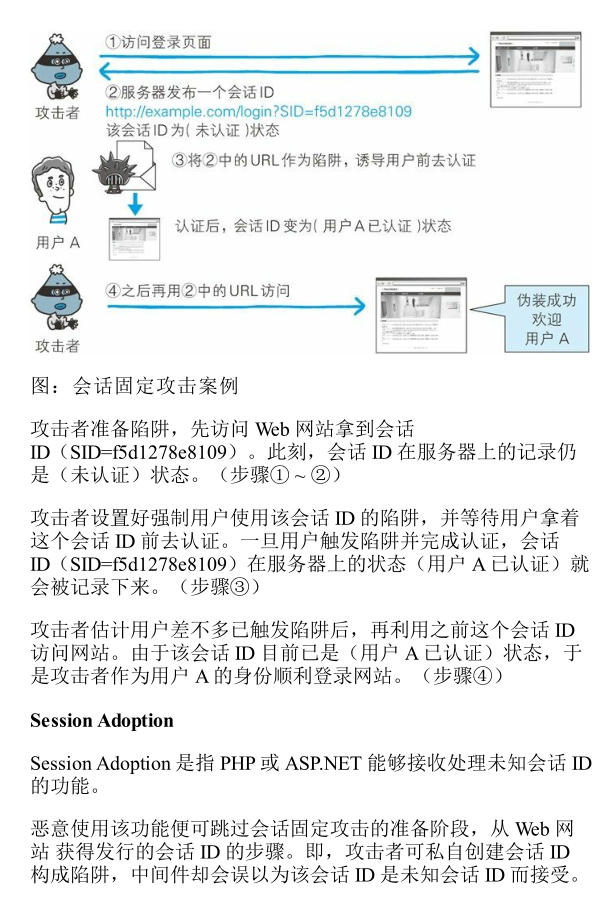 ①访问登录页面
攻击者
②服务器发布一个会话ID
http://example.com/login?SID=f5d1278e8109
该会话ID为( 未认证 )状态
③将②中的URL作为陷阱，诱导用户前去认证
用户 A
认证后，会话ID变为( 用户A已认证 )状态
④之后再用②中的URL访问
攻击者
伪装成功
欢迎
用户 A
图：会话固定攻击案例
攻击者准备陷阱，先访问 Web 网站拿到会话
ID（SID=f5d1278e8109）。此刻，会话 ID 在服务器上的记录仍
是（未认证）状态。（步骤① ~ ②）
攻击者设置好强制用户使用该会话 ID 的陷阱，并等待用户拿着
这个会话 ID 前去认证。一旦用户触发陷阱并完成认证，会话
ID（SID=f5d1278e8109）在服务器上的状态（用户 A 已认证）就
会被记录下来。（步骤③）
攻击者估计用户差不多已触发陷阱后，再利用之前这个会话 ID
访问网站。由于该会话 ID 目前已是（用户 A 已认证）状态，于
是攻击者作为用户 A 的身份顺利登录网站。（步骤④）
Session Adoption
Session Adoption 是指 PHP 或 ASP.NET 能够接收处理未知会话 ID
的功能。
恶意使用该功能便可跳过会话固定攻击的准备阶段，从 Web 网
站 获得发行的会话 ID 的步骤。即，攻击者可私自创建会话 ID
构成陷阱，中间件却会误以为该会话 ID 是未知会话 ID 而接受。